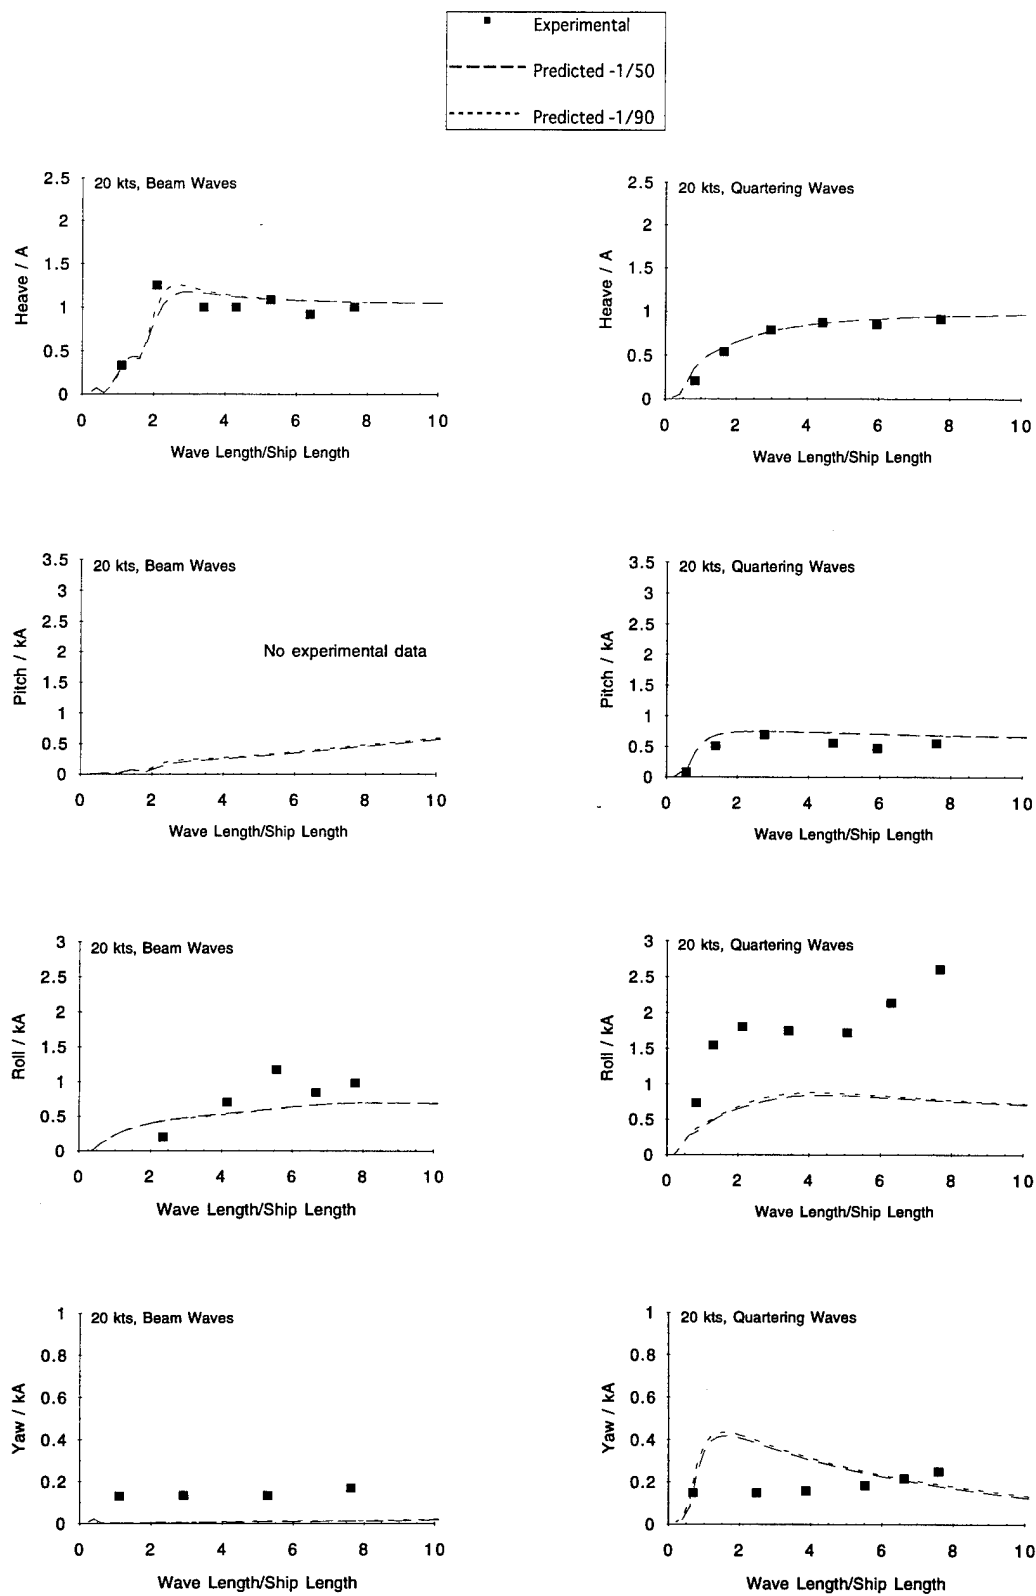 Experimental
Predicted -1/50
Predicted -1/90
20 kts, Beam Waves
Heave / A
2.5
2
1.5
1
0.5
0
0 2 4 6 8 10
Wave Length/Ship Length
20 kts, Quartering Waves
Heave / A
2.5
2
1.5
1
0.5
0
0 2 4 6 8 10
Wave Length/Ship Length
20 kts, Beam Waves
Pitch / kA
3.5
3
2.5
2
1.5
1
0.5
0
No experimental data
0 2 4 6 8 10
Wave Length/Ship Length
20 kts, Quartering Waves
Pitch / kA
3.5
3
2.5
2
1.5
1
0.5
0
0 2 4 6 8 10
Wave Length/Ship Length
20 kts, Beam Waves
Roll / kA
3
2.5
2
1.5
1
0.5
0
0 2 4 6 8 10
Wave Length/Ship Length
20 kts, Quartering Waves
Roll / kA
3
2.5
2
1.5
1
0.5
0
0 2 4 6 8 10
Wave Length/Ship Length
20 kts, Beam Waves
Yaw / kA
1
0.8
0.6
0.4
0.2
0
0 2 4 6 8 10
Wave Length/Ship Length
20 kts, Quartering Waves
Yaw / kA
1
0.8
0.6
0.4
0.2
0
0 2 4 6 8 10
Wave Length/Ship Length